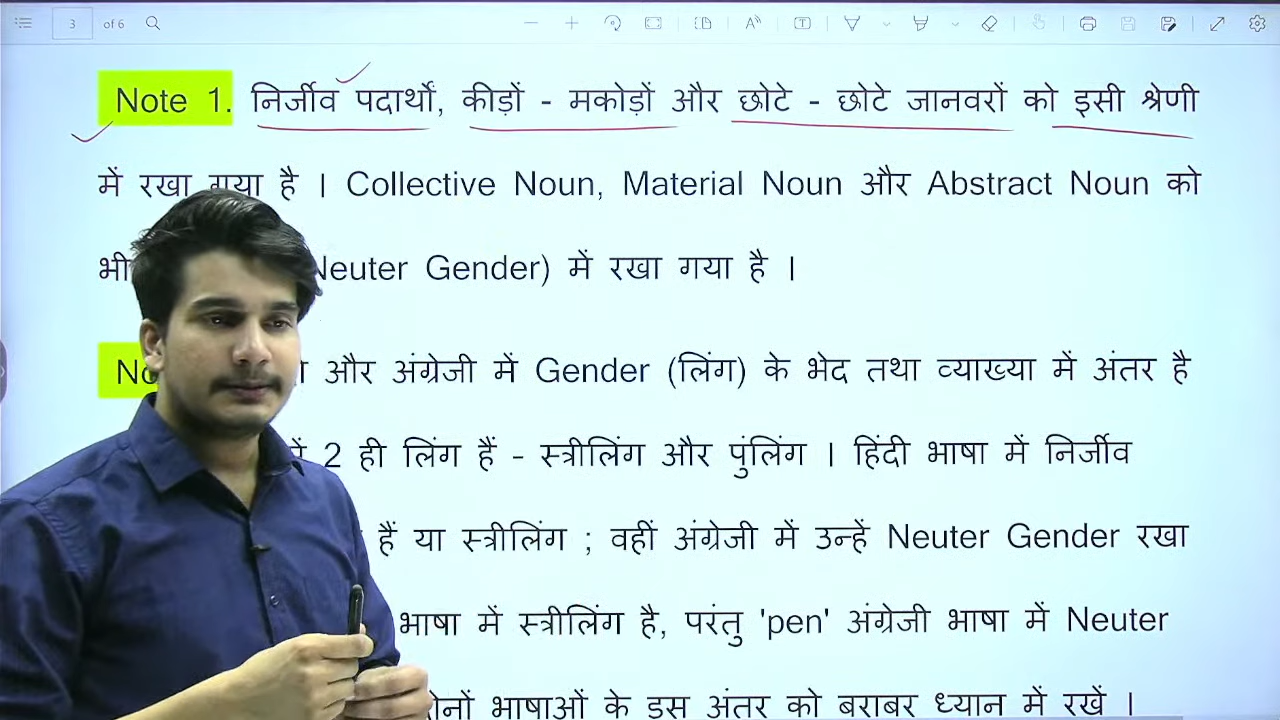 3 of 6
Note 1. निर्जीव पदार्थों, कीड़ों - मकोड़ों और छोटे - छोटे जानवरों को इसी श्रेणी
में रखा गया है । Collective Noun, Material Noun और Abstract Noun को
भी Neuter Gender) में रखा गया है ।
और अंग्रेजी में Gender (लिंग) के भेद तथा व्याख्या में अंतर है
2 ही लिंग हैं - स्त्रीलिंग और पुंलिंग । हिंदी भाषा में निर्जीव
हैं या स्त्रीलिंग ; वहीं अंग्रेजी में उन्हें Neuter Gender रखा
भाषा में स्त्रीलिंग है, परंतु 'pen' अंग्रेजी भाषा में Neuter
भाषाओं के इस अंतर को बराबर ध्यान में रखें ।